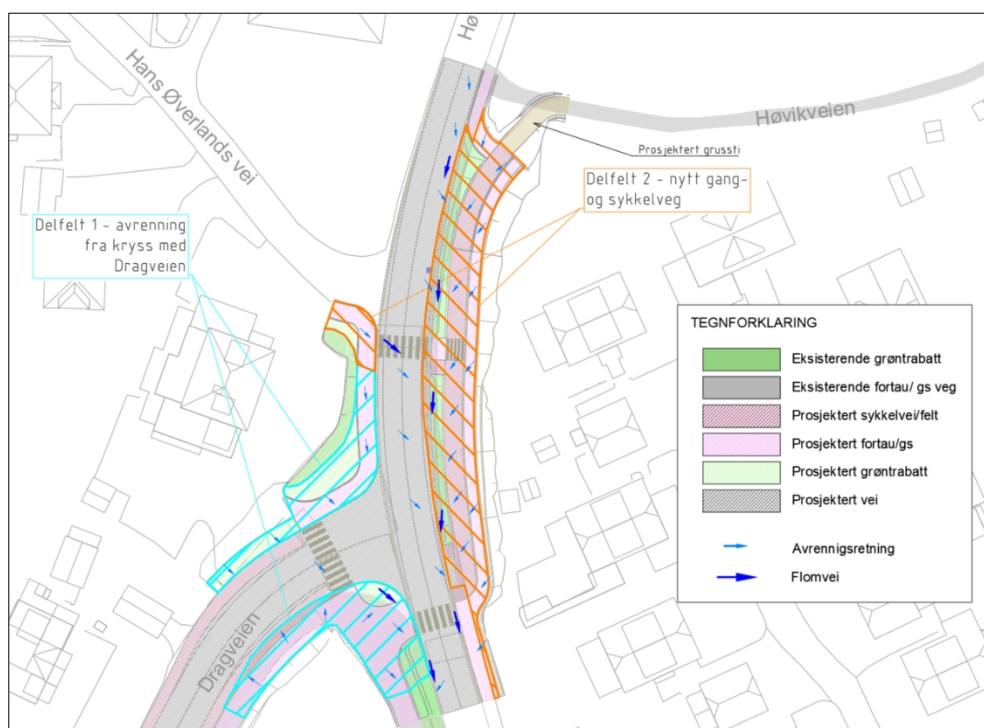 Hø
Hans Øverlands vei
Høvikveien
Prosjektert grussti
Delfelt 2 - nytt gang-
og sykkelveg
Delfelt 1 - avrenning
fra kryss med
Dragveien
TEGNFORKLARING
Eksisterende grøntrabatt
Eksisterende fortau/ gs veg
Prosjektert sykkelvei/felt
Prosjektert fortau/gs
Prosjektert grøntrabatt
Prosjektert vei
Avrennigsretning
Flomvei
Dragveien